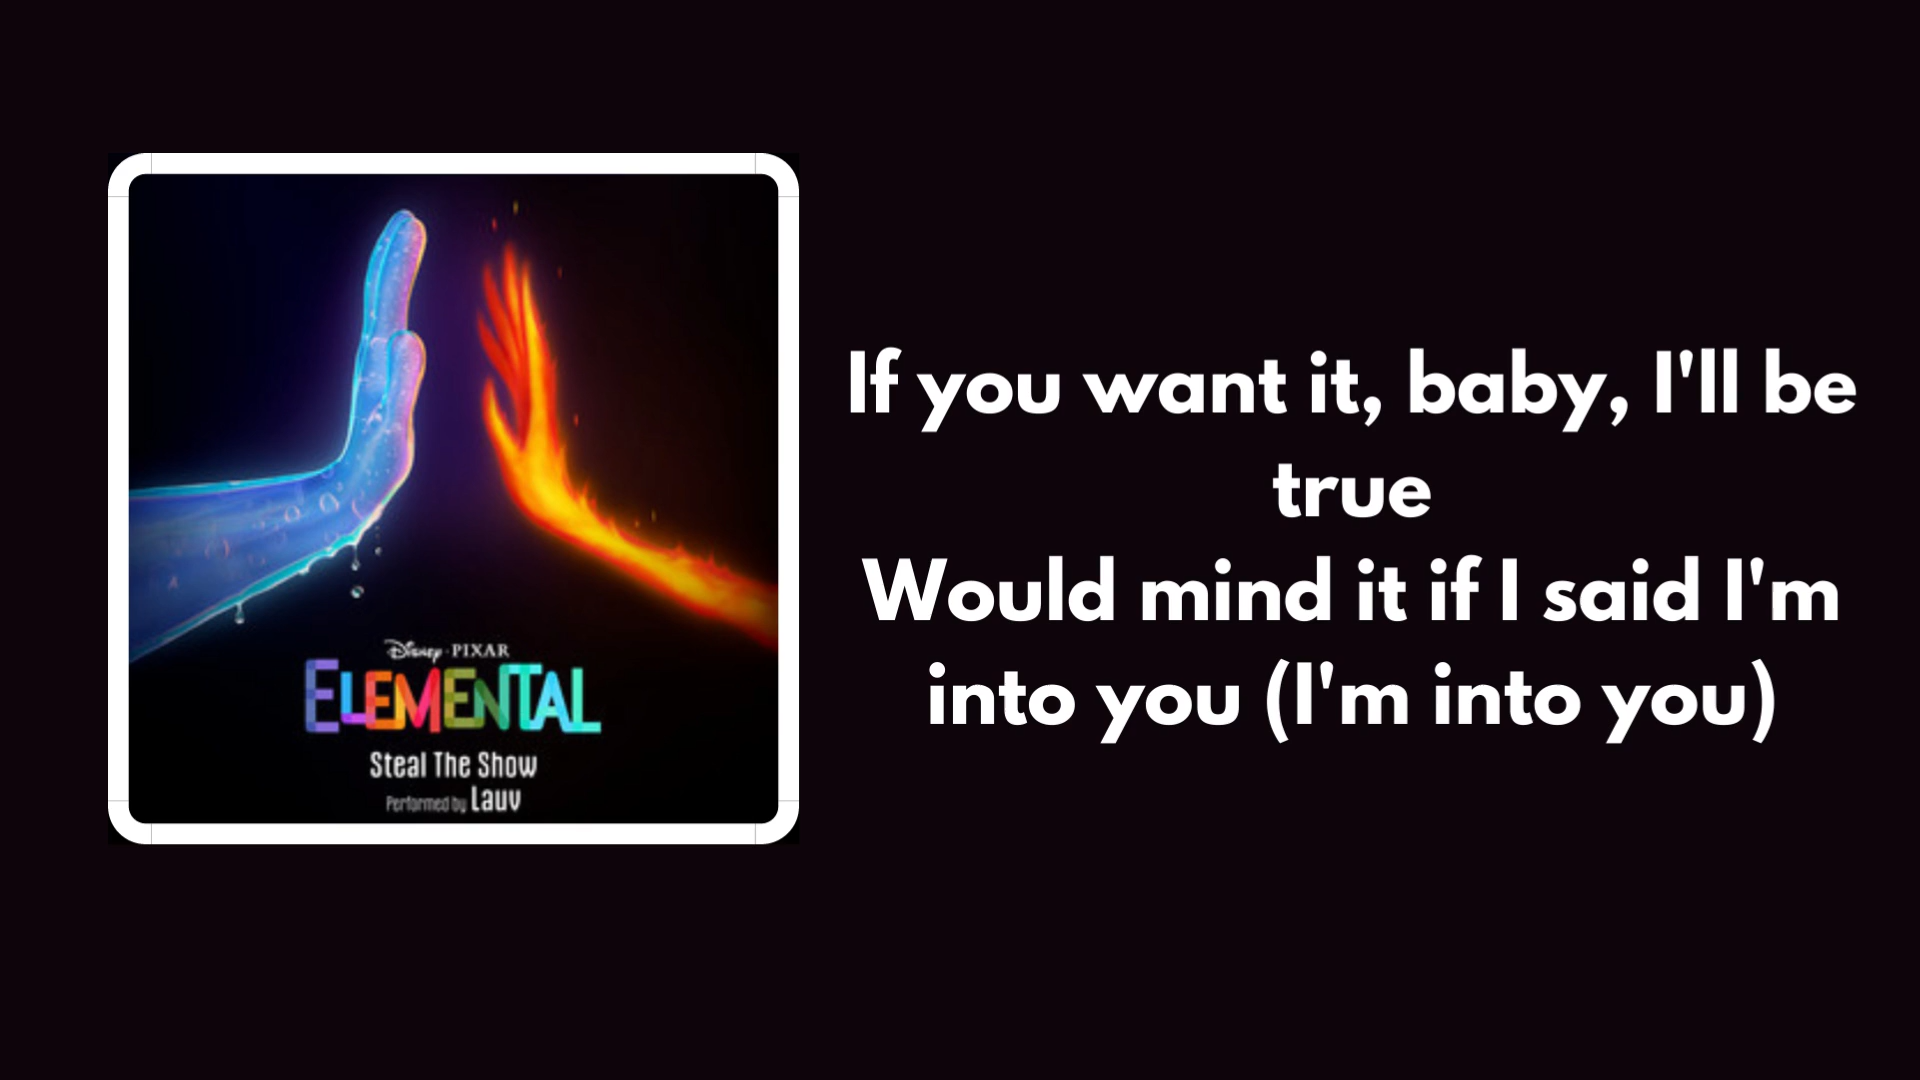 Disney · PIXAR
ELEMENTAL
Steal The Show
Performed by Lauv
If you want it, baby, I'll be
true
Would mind it if I said I'm
into you (I'm into you)